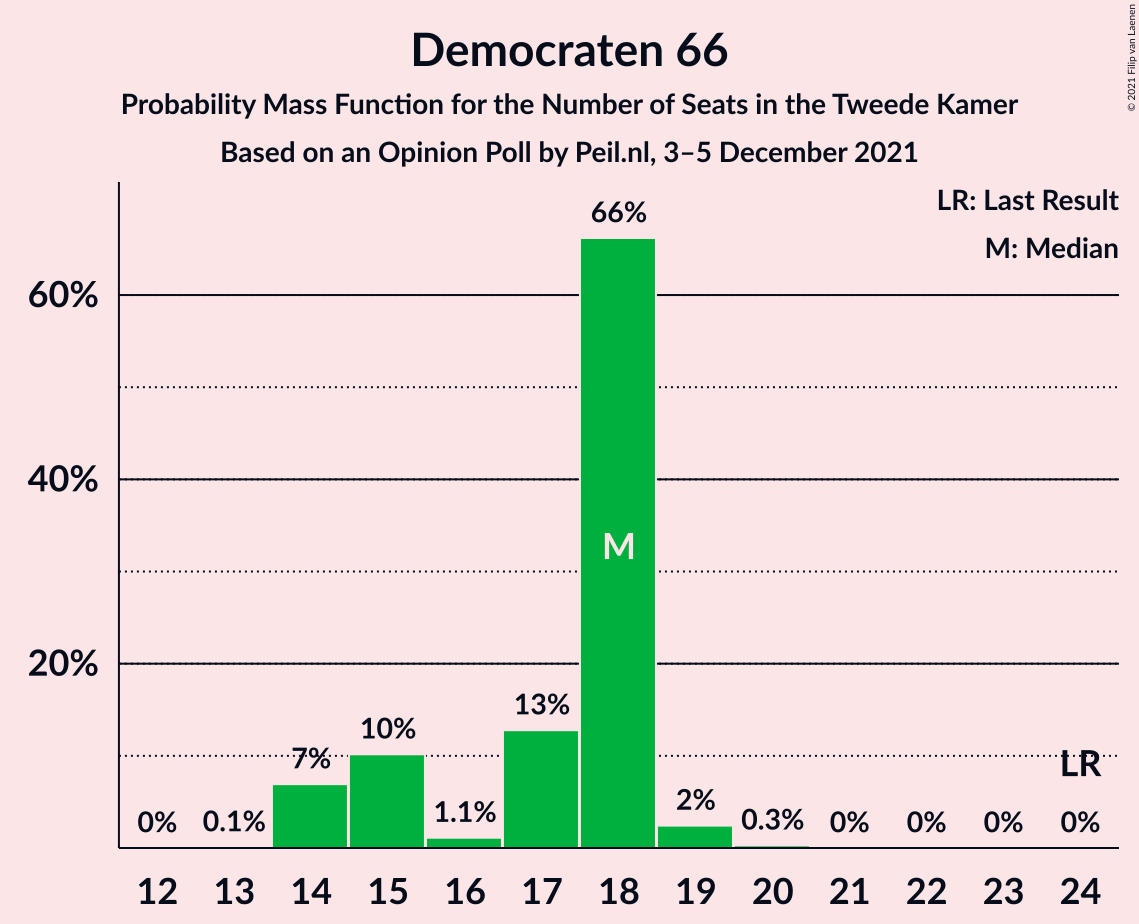 Democraten 66
Probability Mass Function for the Number of Seats in the Tweede Kamer
Based on an Opinion Poll by Peil.nl, 3–5 December 2021
© 2021 Filip van Laenen
LR: Last Result
M: Median
60%
40%
20%
0%
0.1%
7%
10%
1.1%
13%
66%
M
2%
0.3%
0%
0%
0%
LR
0%
12 13 14 15 16 17 18 19 20 21 22 23 24